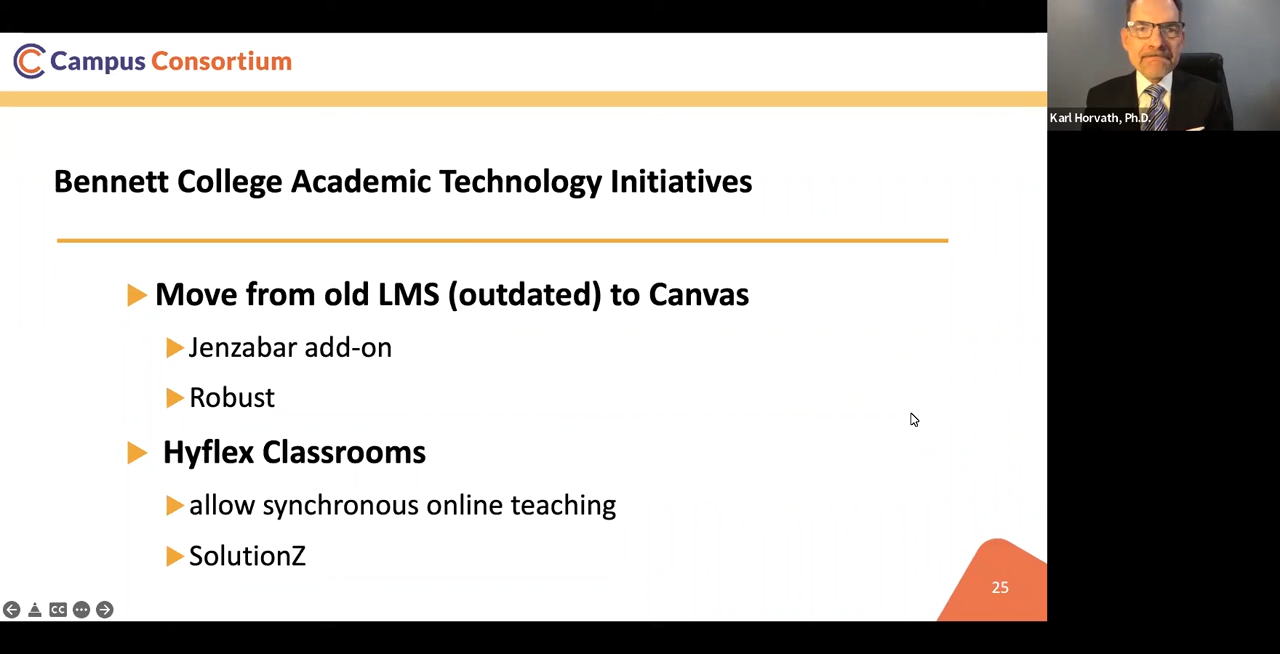 Campus Consortium
Karl Horvath, Ph.D.
Bennett College Academic Technology Initiatives
Move from old LMS (outdated) to Canvas
Jenzabar add-on
Robust
Hyflex Classrooms
allow synchronous online teaching
SolutionZ
25
CC